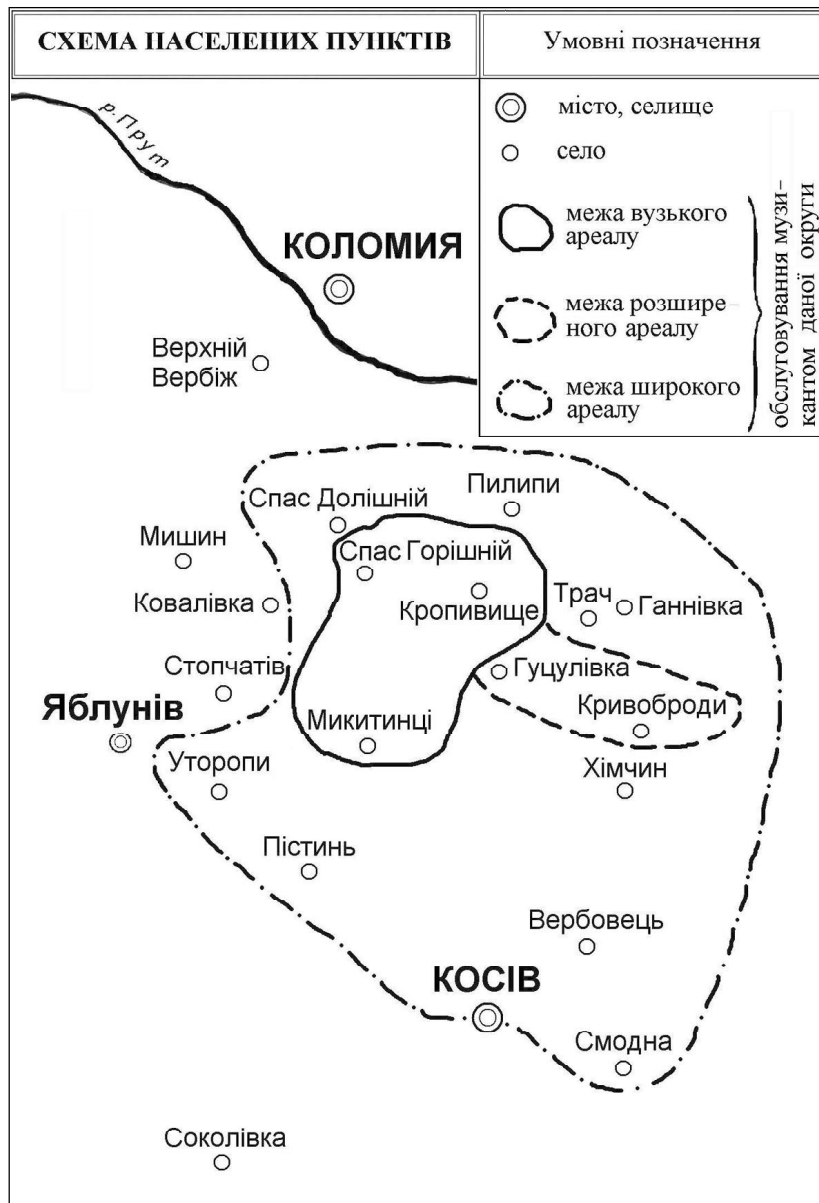 СХЕМА НАСЕЛЕНИХ ПУНКТІВ
Умовні позначення
місто, селище
село
межа вузького
ареалу
межа розшире-
ного ареалу
межа широкого
ареалу
обслуговування музи-
кантом даної округи
р. Прут
КОЛОМИЯ
Верхній
Вербіж
Пилипи
Спас Долішній
Мишин
Спас Горішній
Ковалівка
Кропивище
Трач
Ганнівка
Стопчатів
Гуцулівка
Яблунів
Микитинці
Кривоброди
Уторопи
Хімчин
Пістинь
Вербовець
КОСІВ
Смодна
Соколівка